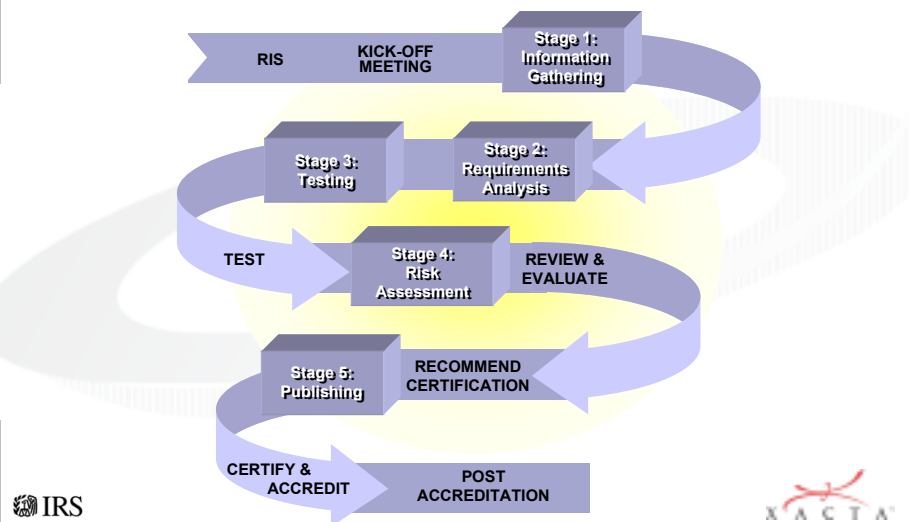 RIS
KICK-OFF
MEETING
Stage 1:
Information
Gathering
Stage 2:
Requirements
Analysis
Stage 3:
Testing
TEST
Stage 4:
Risk
Assessment
REVIEW &
EVALUATE
RECOMMEND
CERTIFICATION
Stage 5:
Publishing
CERTIFY &
ACCREDIT
POST
ACCREDITATION
IRS
XACTA